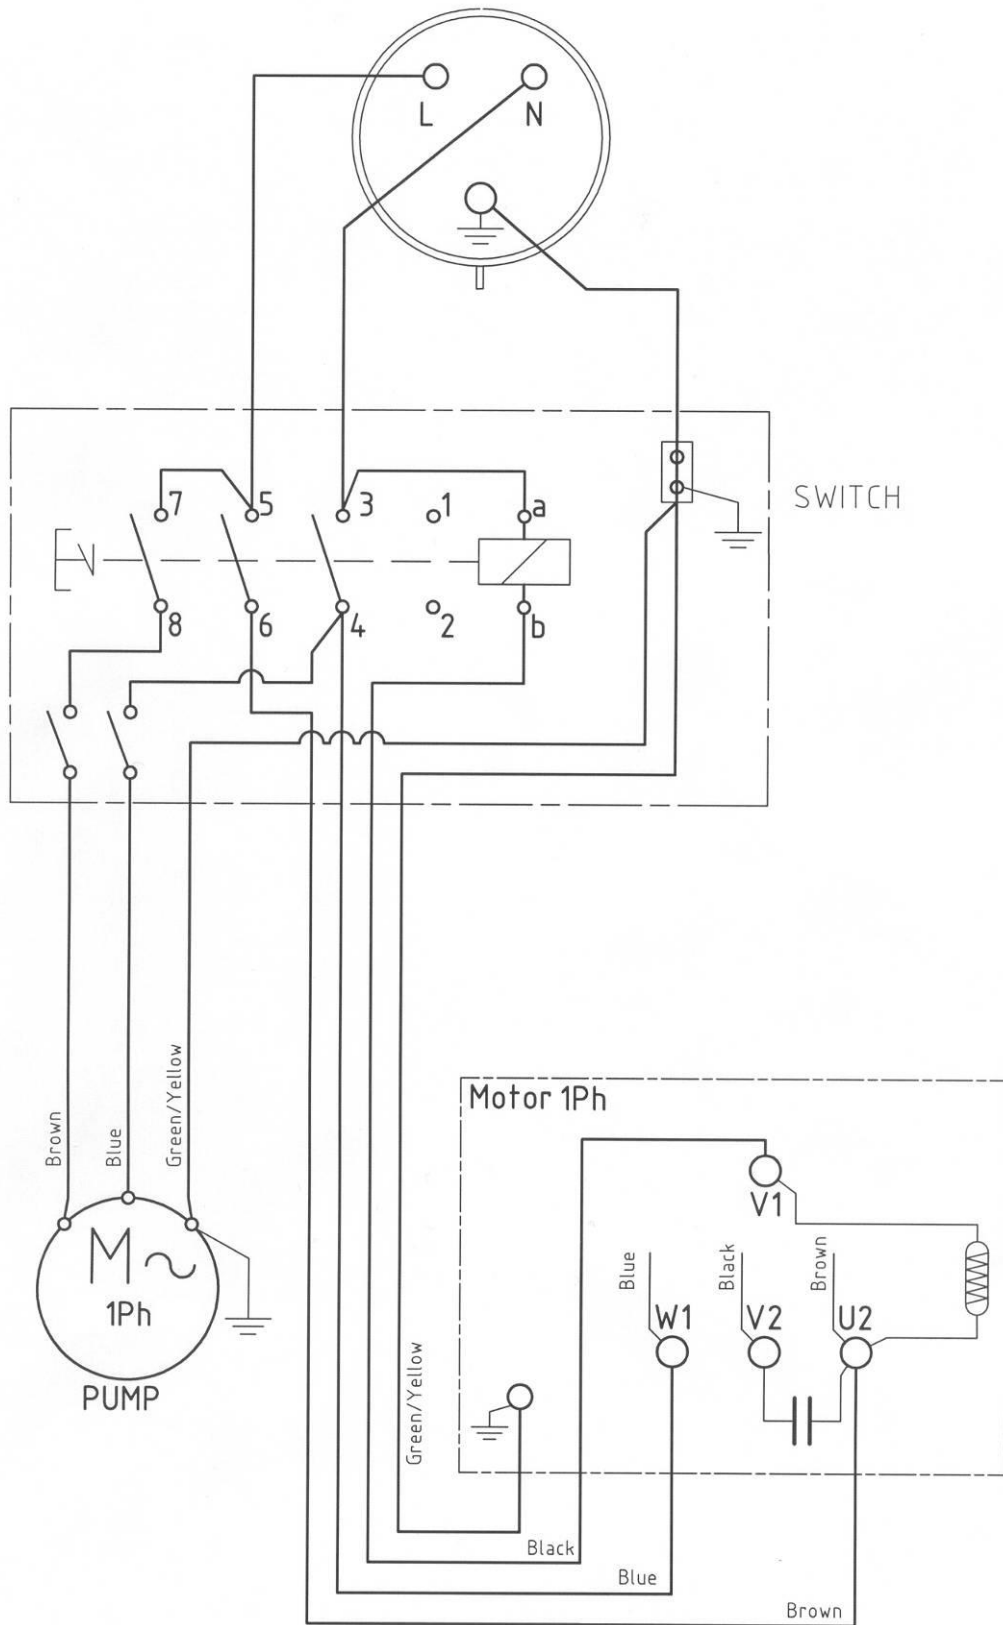 L N
SWITCH
7 5 3 1 a
8 6 4 2 b
Brown
Blue
Green/Yellow
M
1Ph
PUMP
Motor 1Ph
V1
Blue
Black
Brown
W1 V2 U2
Green/Yellow
Black
Blue
Brown